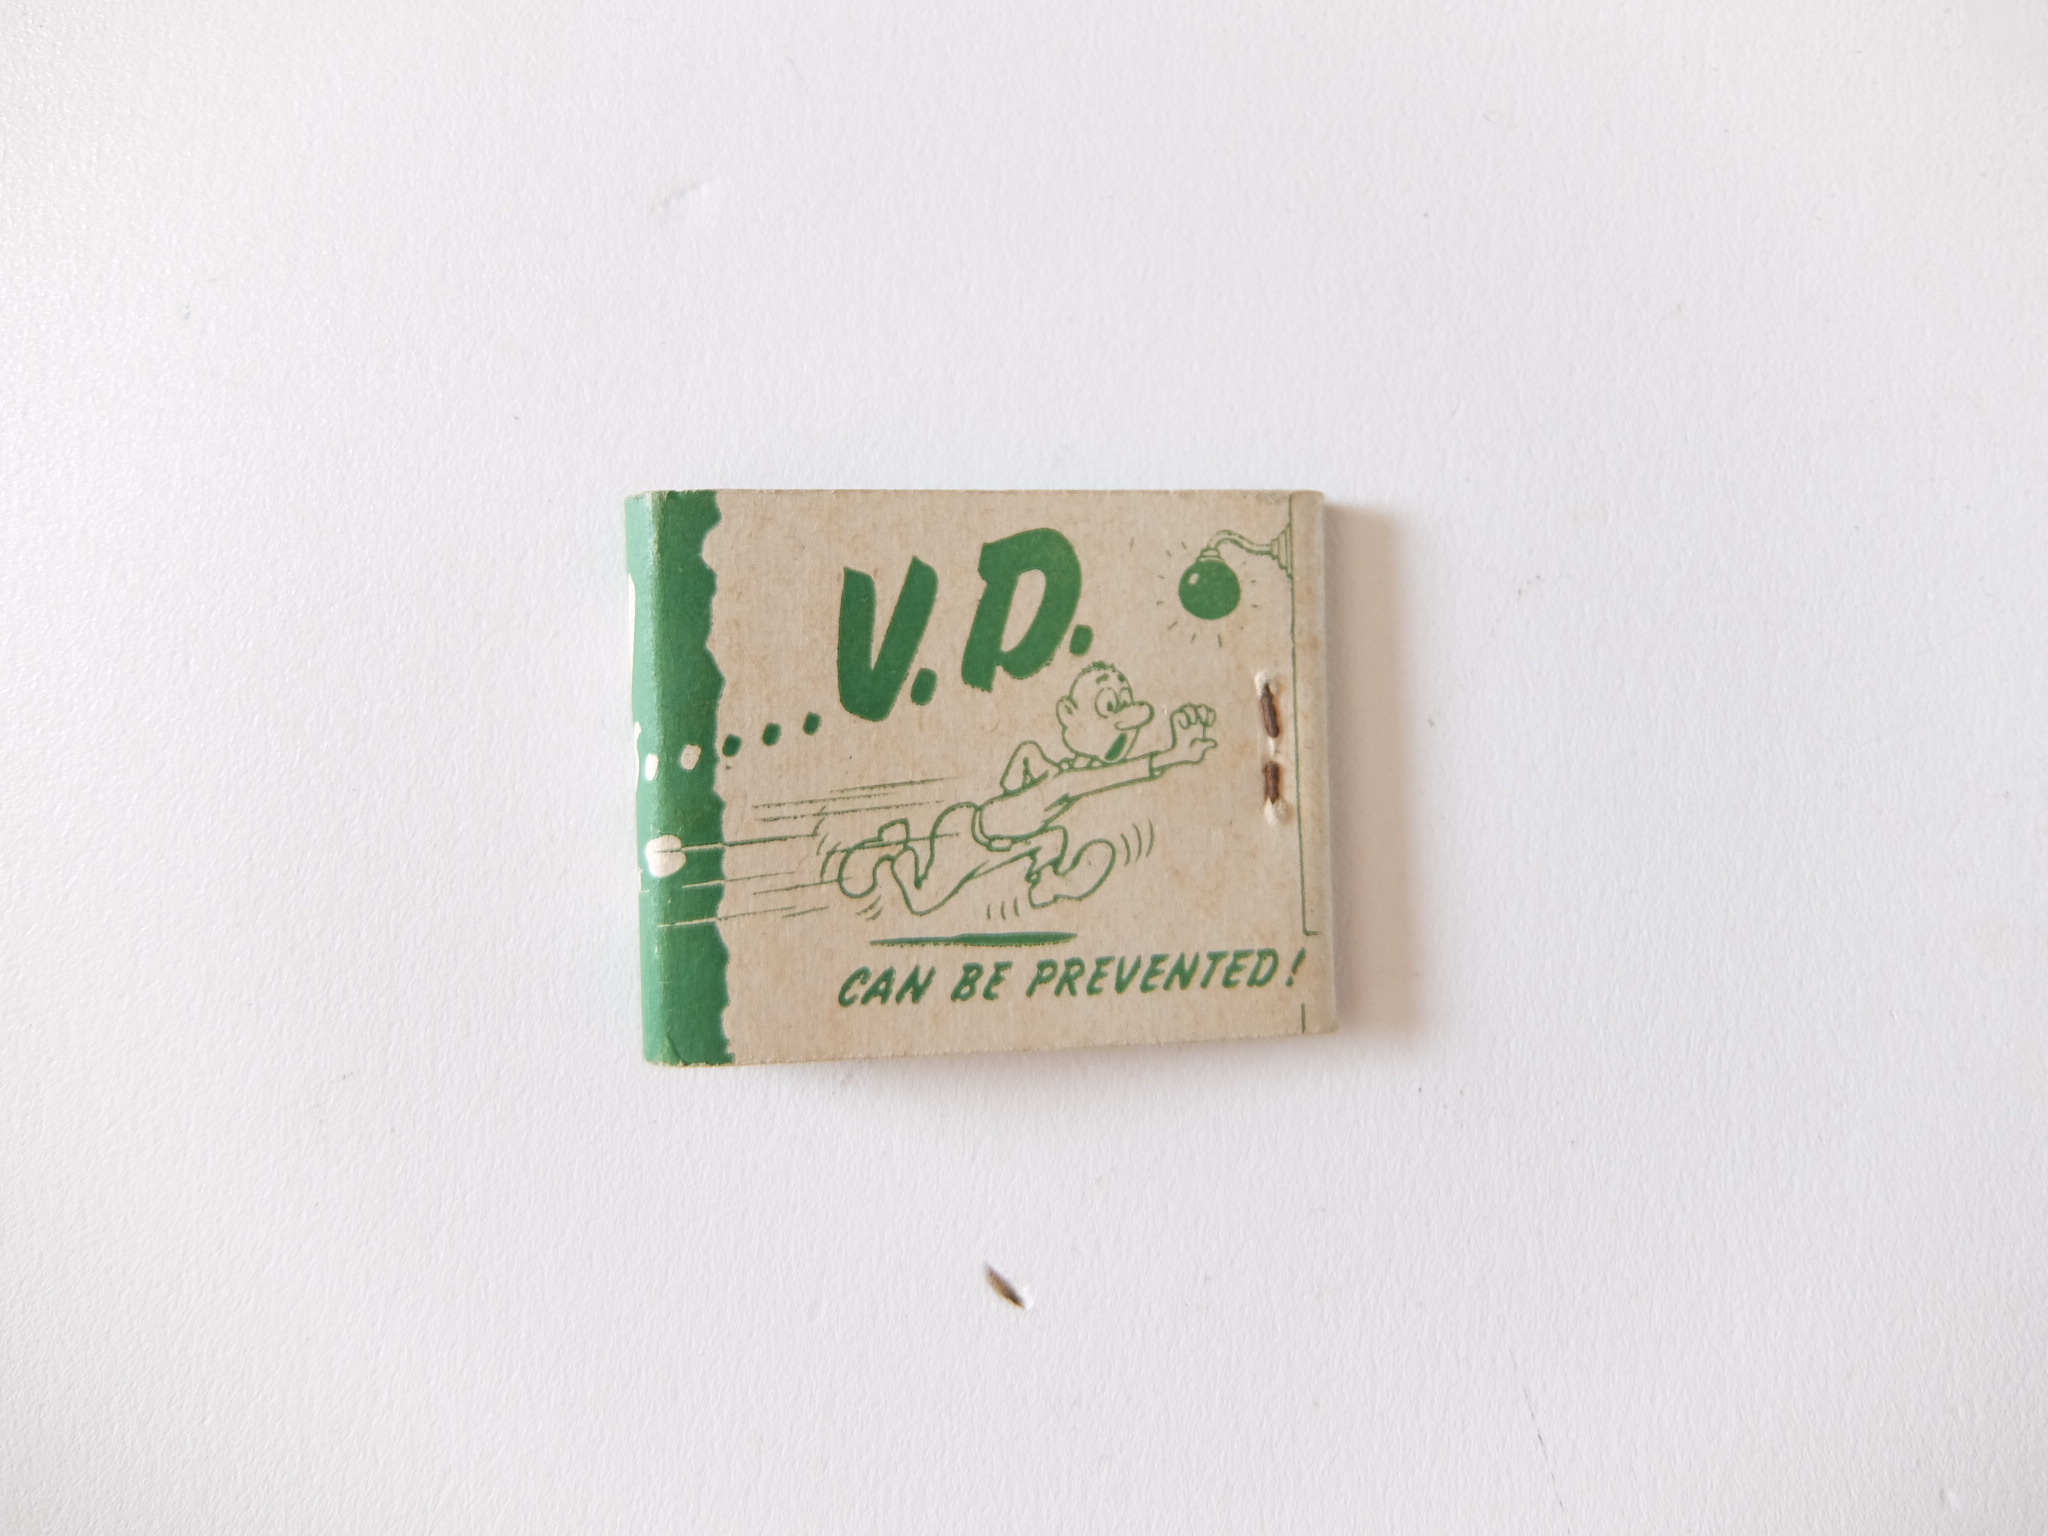 .....V.D.
CAN BE PREVENTED!